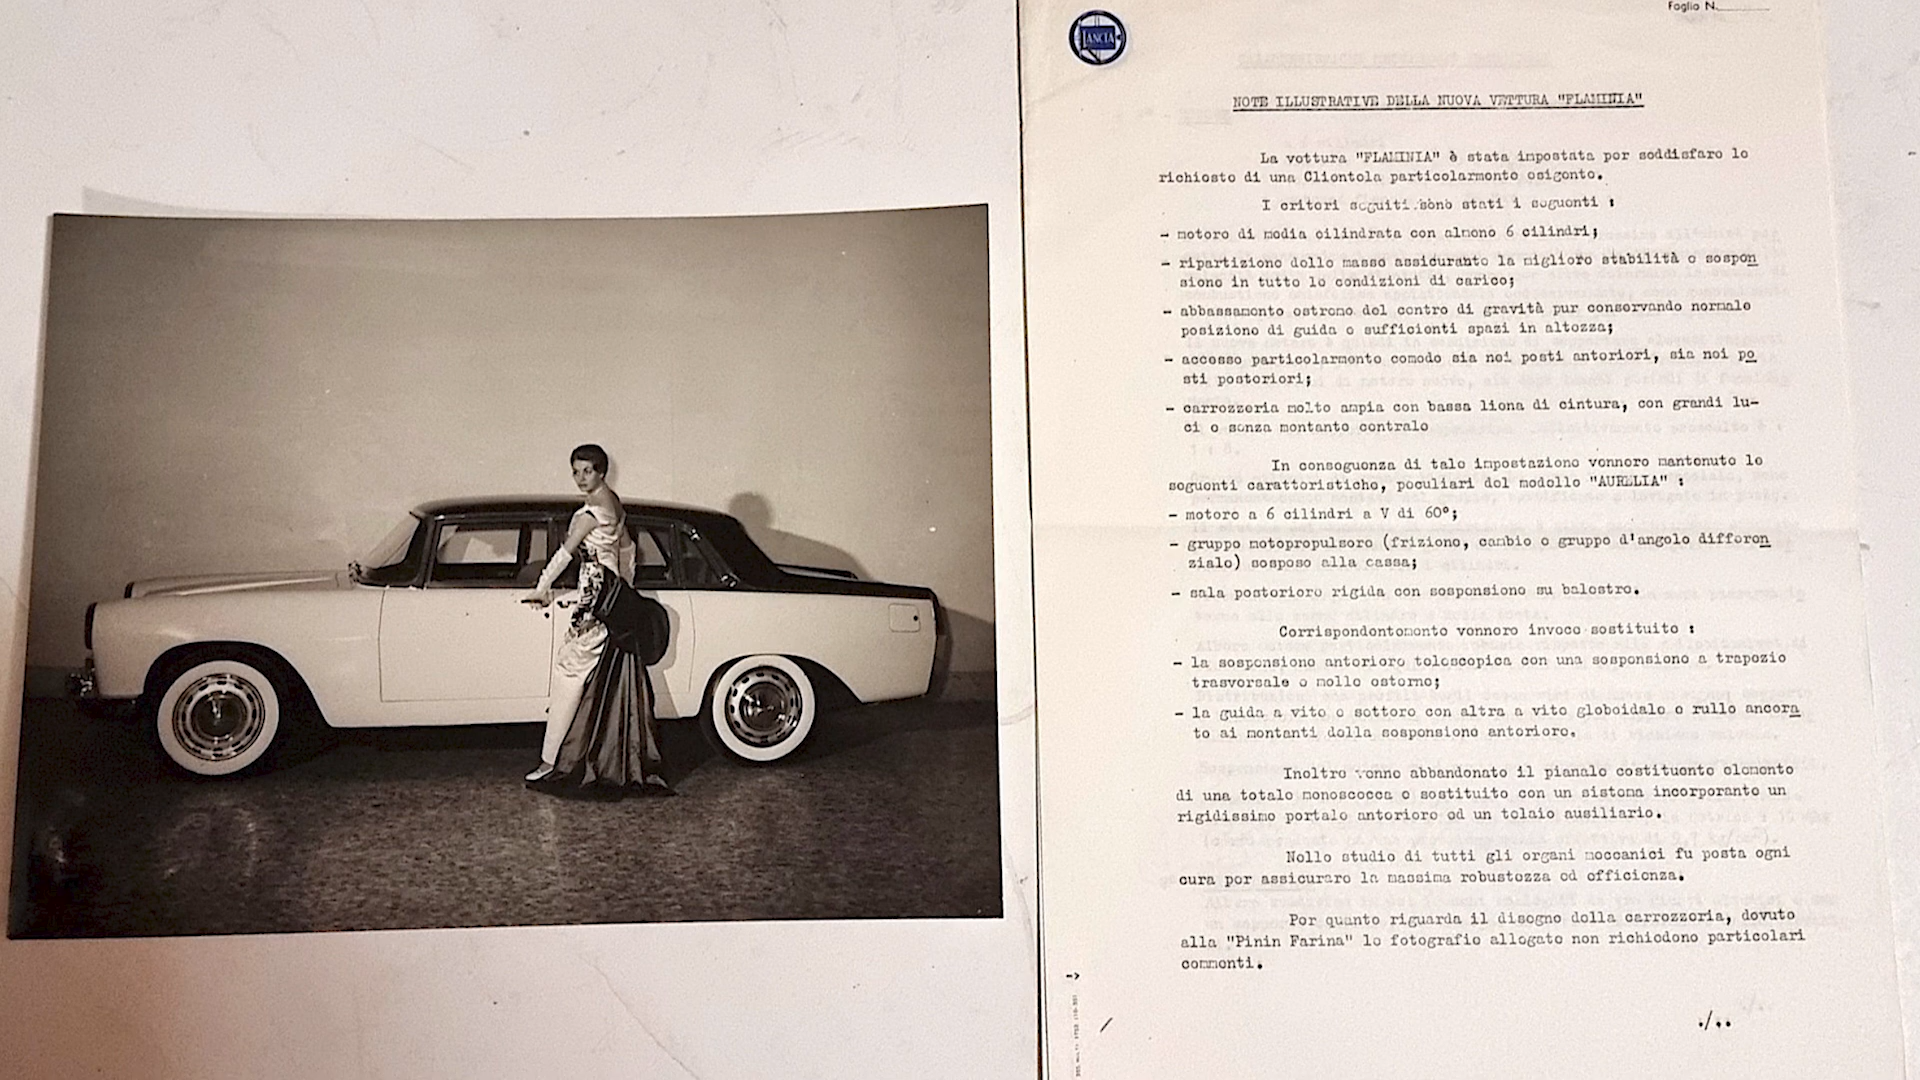 Foglio N.
LANCIA
NOTE ILLUSTRATIVE DELLA NUOVA VETTURA "FLAMINIA"
La vettura "FLAMINIA" è stata impostata per soddisfare le
richieste di una Clientela particolarmente esigente.
I criteri seguiti sono stati i seguenti :
- motore di media cilindrata con almeno 6 cilindri;
- ripartizione delle masse assicurante la migliore stabilità e sospen
sione in tutte le condizioni di carico;
- abbassamento estremo del centro di gravità pur conservando normale
posizione di guida e sufficienti spazi in altezza;
- accesso particolarmente comodo sia nei posti anteriori, sia nei po
sti posteriori;
- carrozzeria molto ampia con bassa linea di cintura, con grandi lu-
ci e senza montante centrale
In conseguenza di tale impostazione vennero mantenute le
seguenti caratteristiche, peculiari del modello "AURELIA" :
- motore a 6 cilindri a V di 60°;
- gruppo motopropulsore (frizione, cambio e gruppo d'angolo differen
ziale) sospeso alla cassa;
- sala posteriore rigida con sospensione su balestre.
Corrispondentemente vennero invece sostituite :
- la sospensione anteriore telescopica con una sospensione a trapezio
trasversale e molle esterne;
- la guida a vite e settore con altra a vite globoidale e rullo ancora
te ai montanti della sospensione anteriore.
Inoltre venne abbandonato il pianale costituente elemento
di una totale monoscocca e sostituito con un sistema incorporante un
rigidissimo portale anteriore ed un telaio ausiliario.
Nello studio di tutti gli organi meccanici fu posta ogni
cura per assicurare la massima robustezza ed efficienza.
Per quanto riguarda il disegno della carrozzeria, dovuto
alla "Pinin Farina" le fotografie allegate non richiedono particolari
commenti.
./..